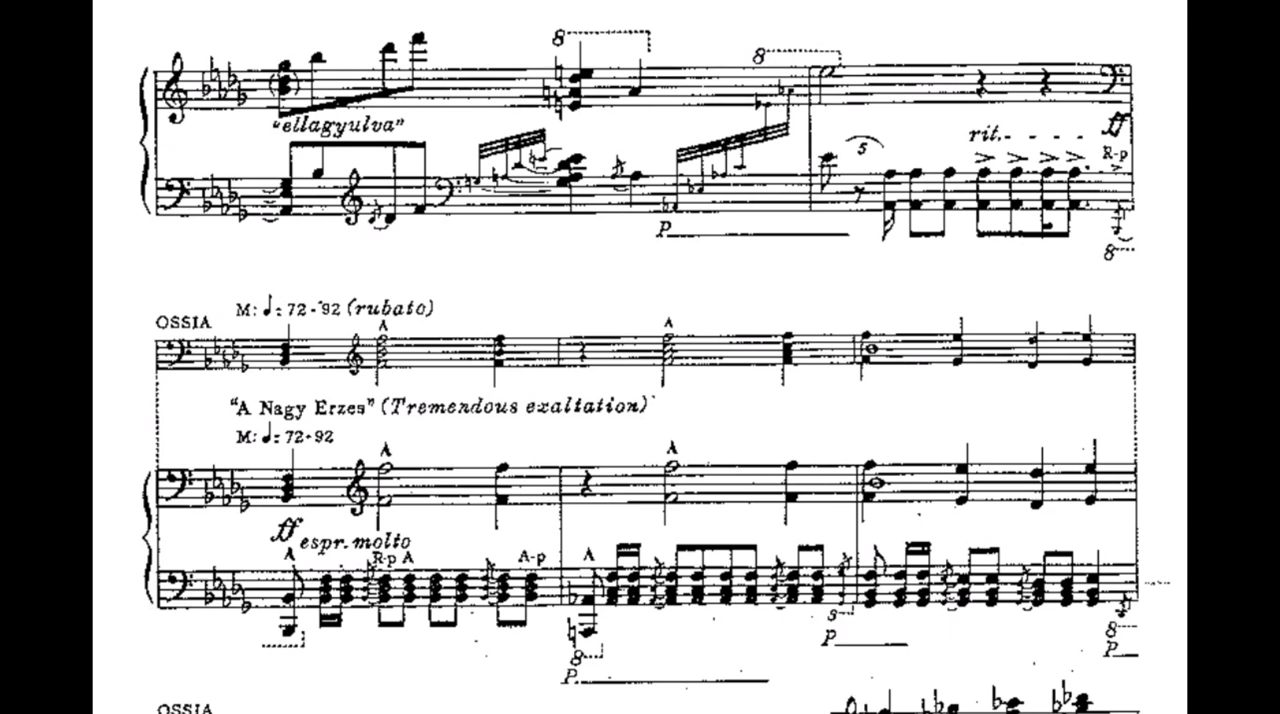 8
8
"ellagyulva"
5
rit.
ff
R-p
P
8
OSSIA
M: ♩= 72-92 (rubato)
A A
"A Nagy Erzes" (Tremendous exaltation)
M: ♩= 72-92
A A
ff espr. molto
A R-p A A-p A
8 P
8 P
P
OSSIA